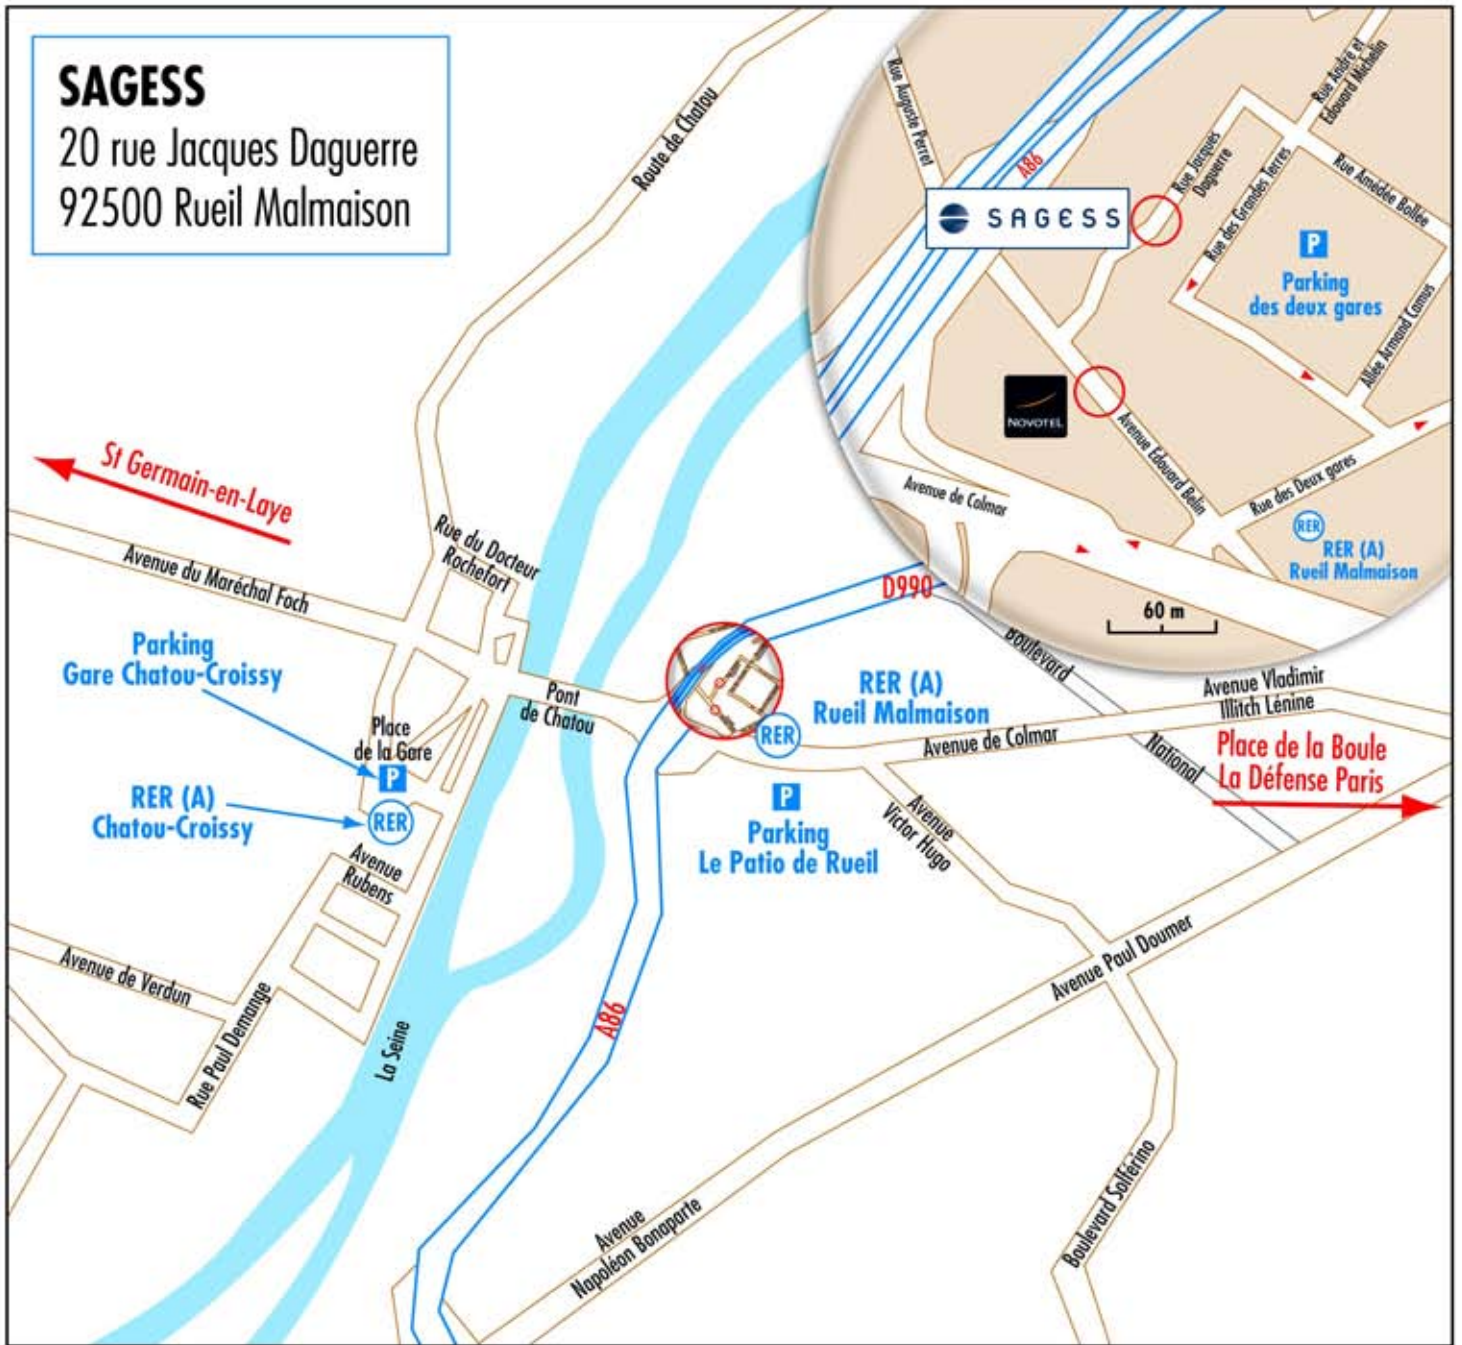 SAGESS
20 rue Jacques Daguerre
92500 Rueil Malmaison
Route de Chatou
Rue Auguste Perret
A86
Rue André et
Edouard Michelin
Rue Jacques
Daguerre
Rue des Grandes Terres
Rue Amédée Bollée
SAGESS
P
Parking
des deux gares
Allée Armand Camus
NOVOTEL
Avenue Edouard Belin
Rue des Deux gares
Avenue de Colmar
RER
RER (A)
Rueil Malmaison
60 m
St Germain-en-Laye
Avenue du Maréchal Foch
Rue du Docteur
Rochefort
D990
Parking
Gare Chatou-Croissy
Place
de la Gare
P
RER (A)
Chatou-Croissy
RER
Pont
de Chatou
RER (A)
Rueil Malmaison
RER
Boulevard
National
Avenue Vladimir
Illitch Lénine
Avenue de Colmar
Place de la Boule
La Défense Paris
P
Parking
Le Patio de Rueil
Avenue
Victor Hugo
Avenue
Rubens
Avenue de Verdun
Rue Paul Demange
La Seine
A86
Avenue Paul Doumer
Avenue
Napoléon Bonaparte
Boulevard Solférino